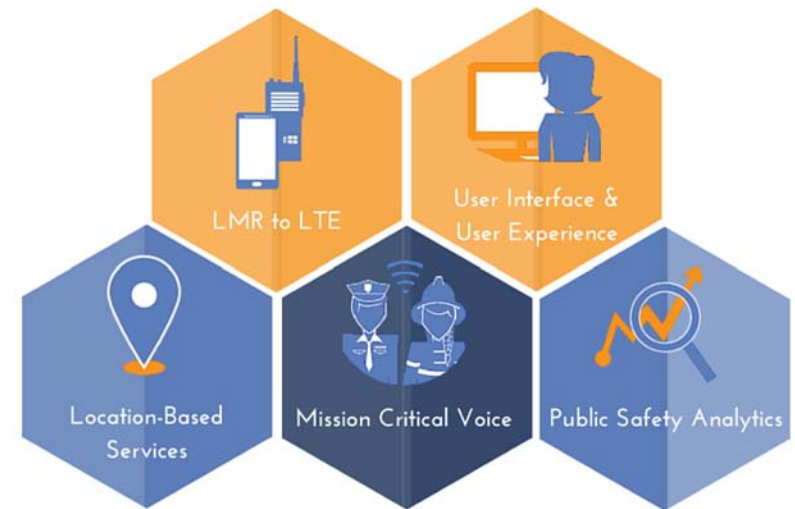 LMR to LTE
User Interface &
User Experience
Location-Based
Services
Mission Critical Voice
Public Safety Analytics